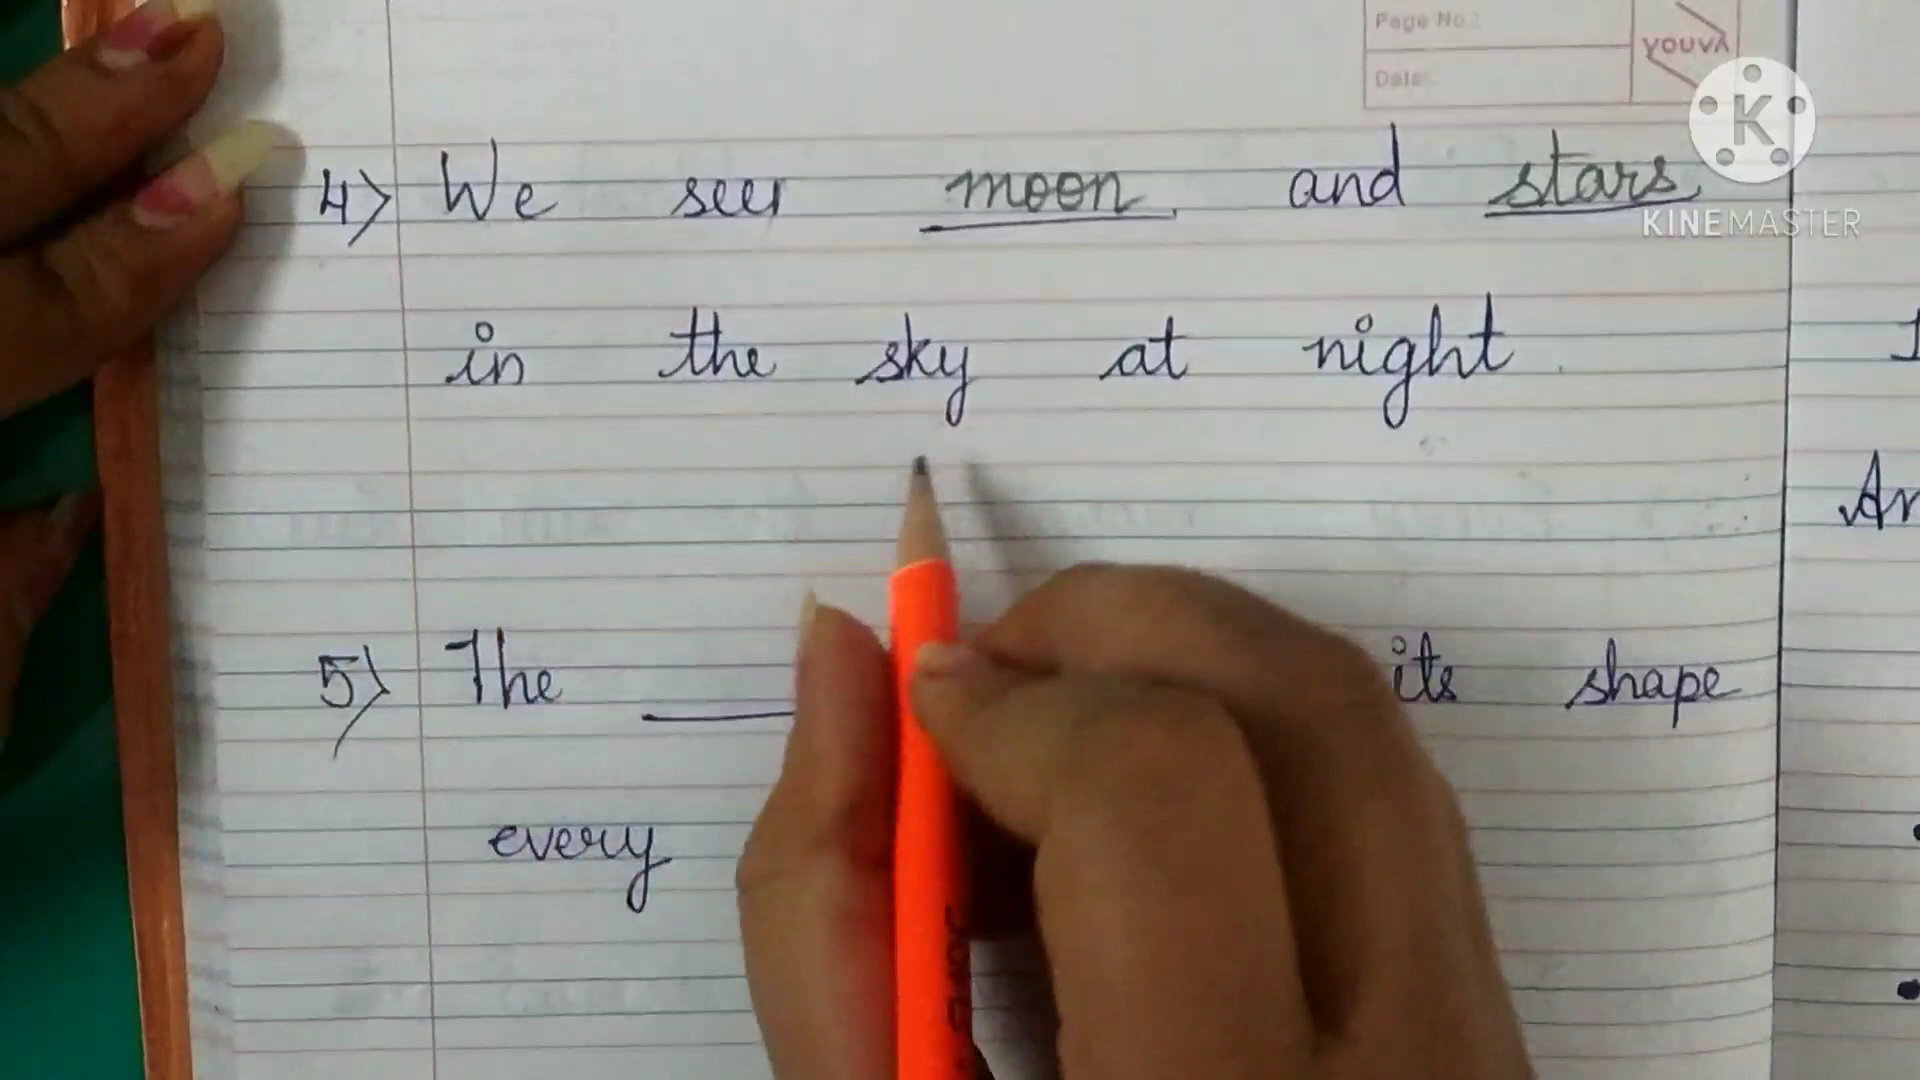 Page No.:
YOUVA
Date:
K
KINEMASTER
4) We see moon and stars
in the sky at night.
5) The ______ its shape
every